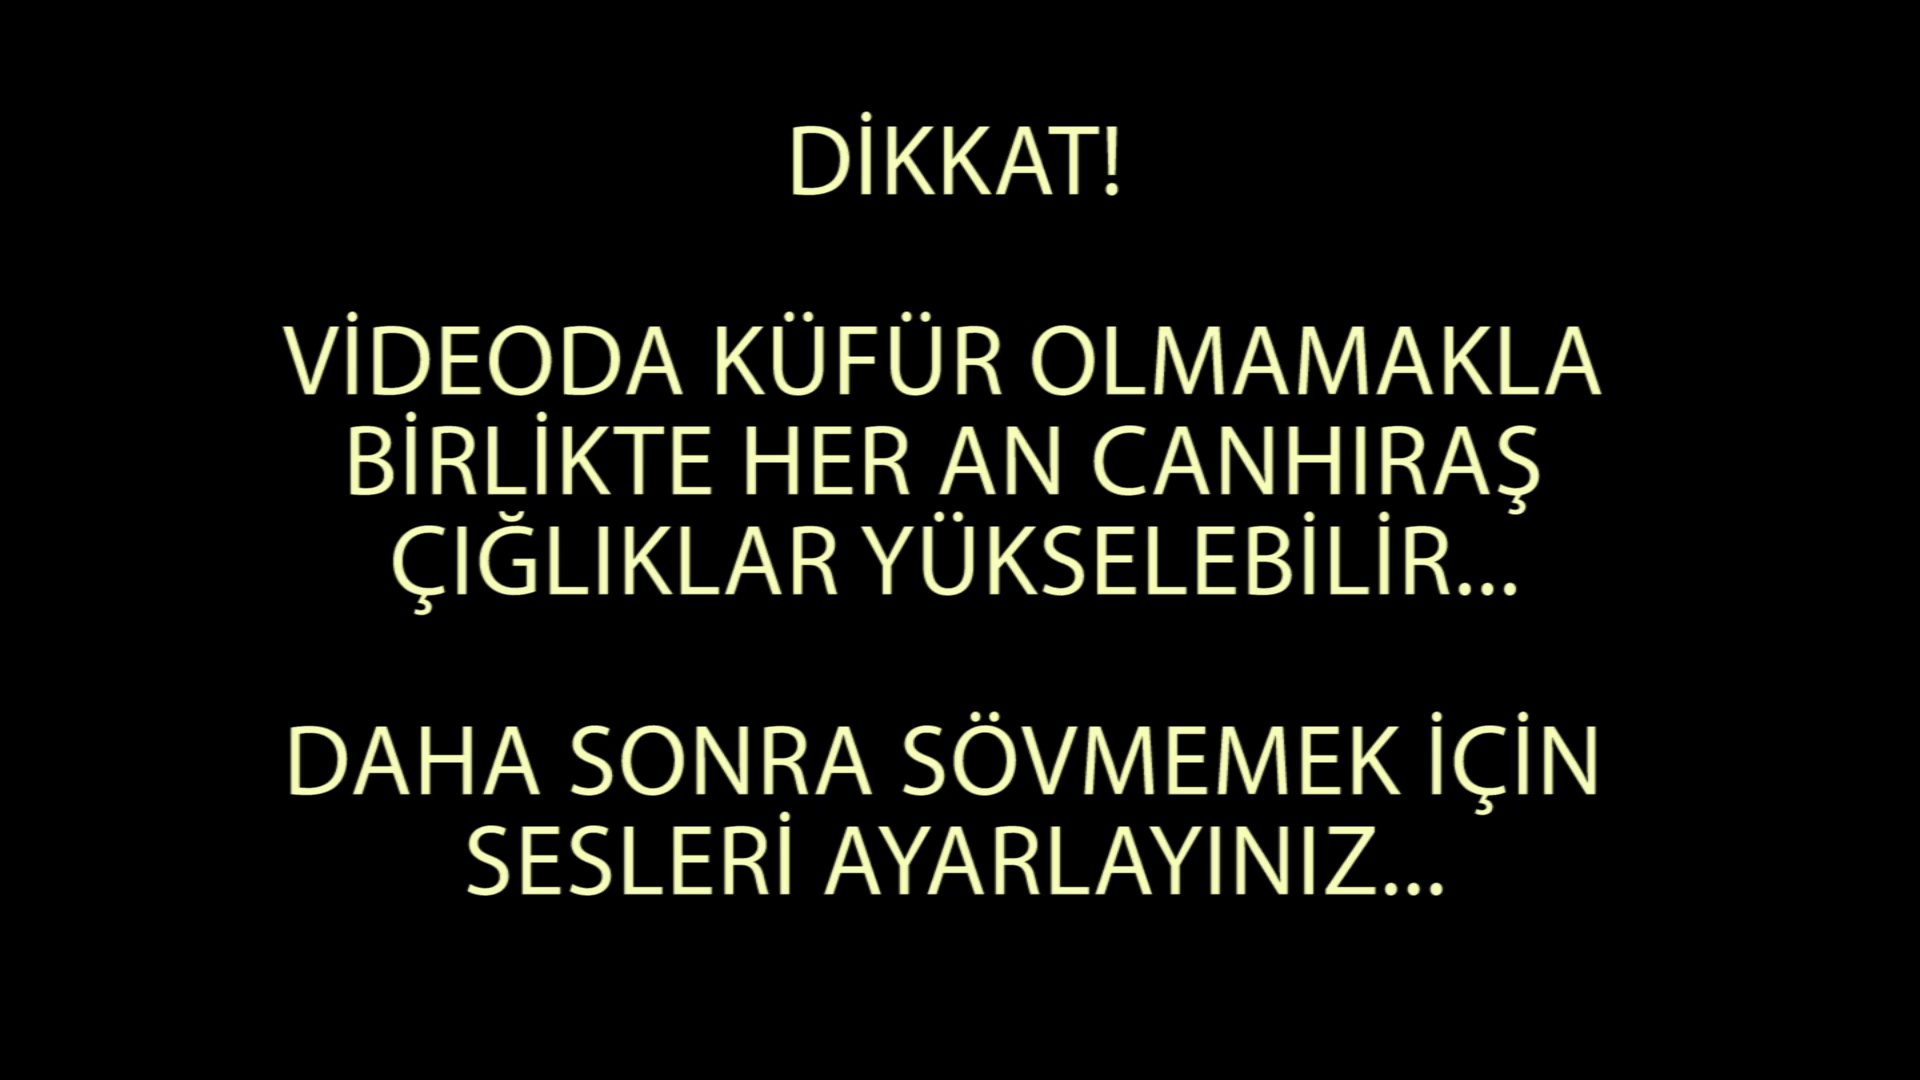 DİKKAT!
VİDEODA KÜFÜR OLMAMAKLA
BİRLİKTE HER AN CANHIRAŞ
ÇIĞLIKLAR YÜKSELEBİLİR...
DAHA SONRA SÖVMEMEK İÇİN
SESLERİ AYARLAYINIZ...